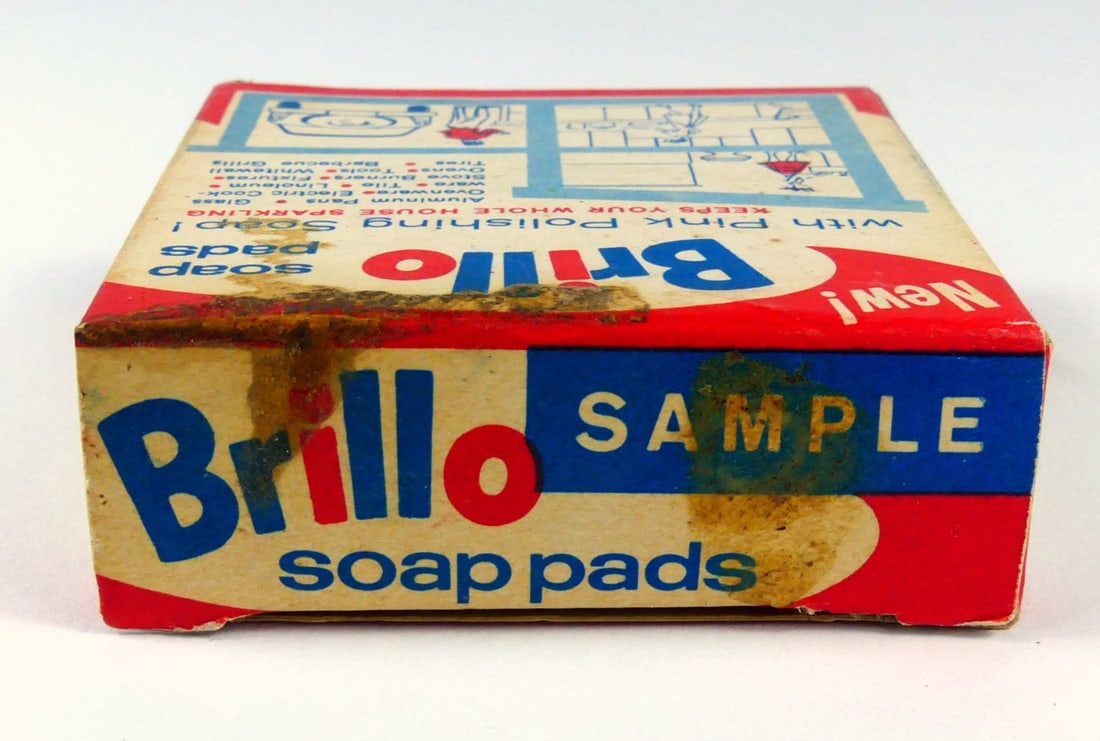 Brillo
soap pads
SAMPLE
New!
Brillo
soap
pads
with Pink Polishing Soap!
KEEPS YOUR WHOLE HOUSE SPARKLING
Aluminum Pans • Glass
Ovenware • Electric Cook-
ware • Tile • Linoleum •
Stove Burners • Fixtures •
Ovens • Tools • Whitewall
Tires • Barbecue Grills